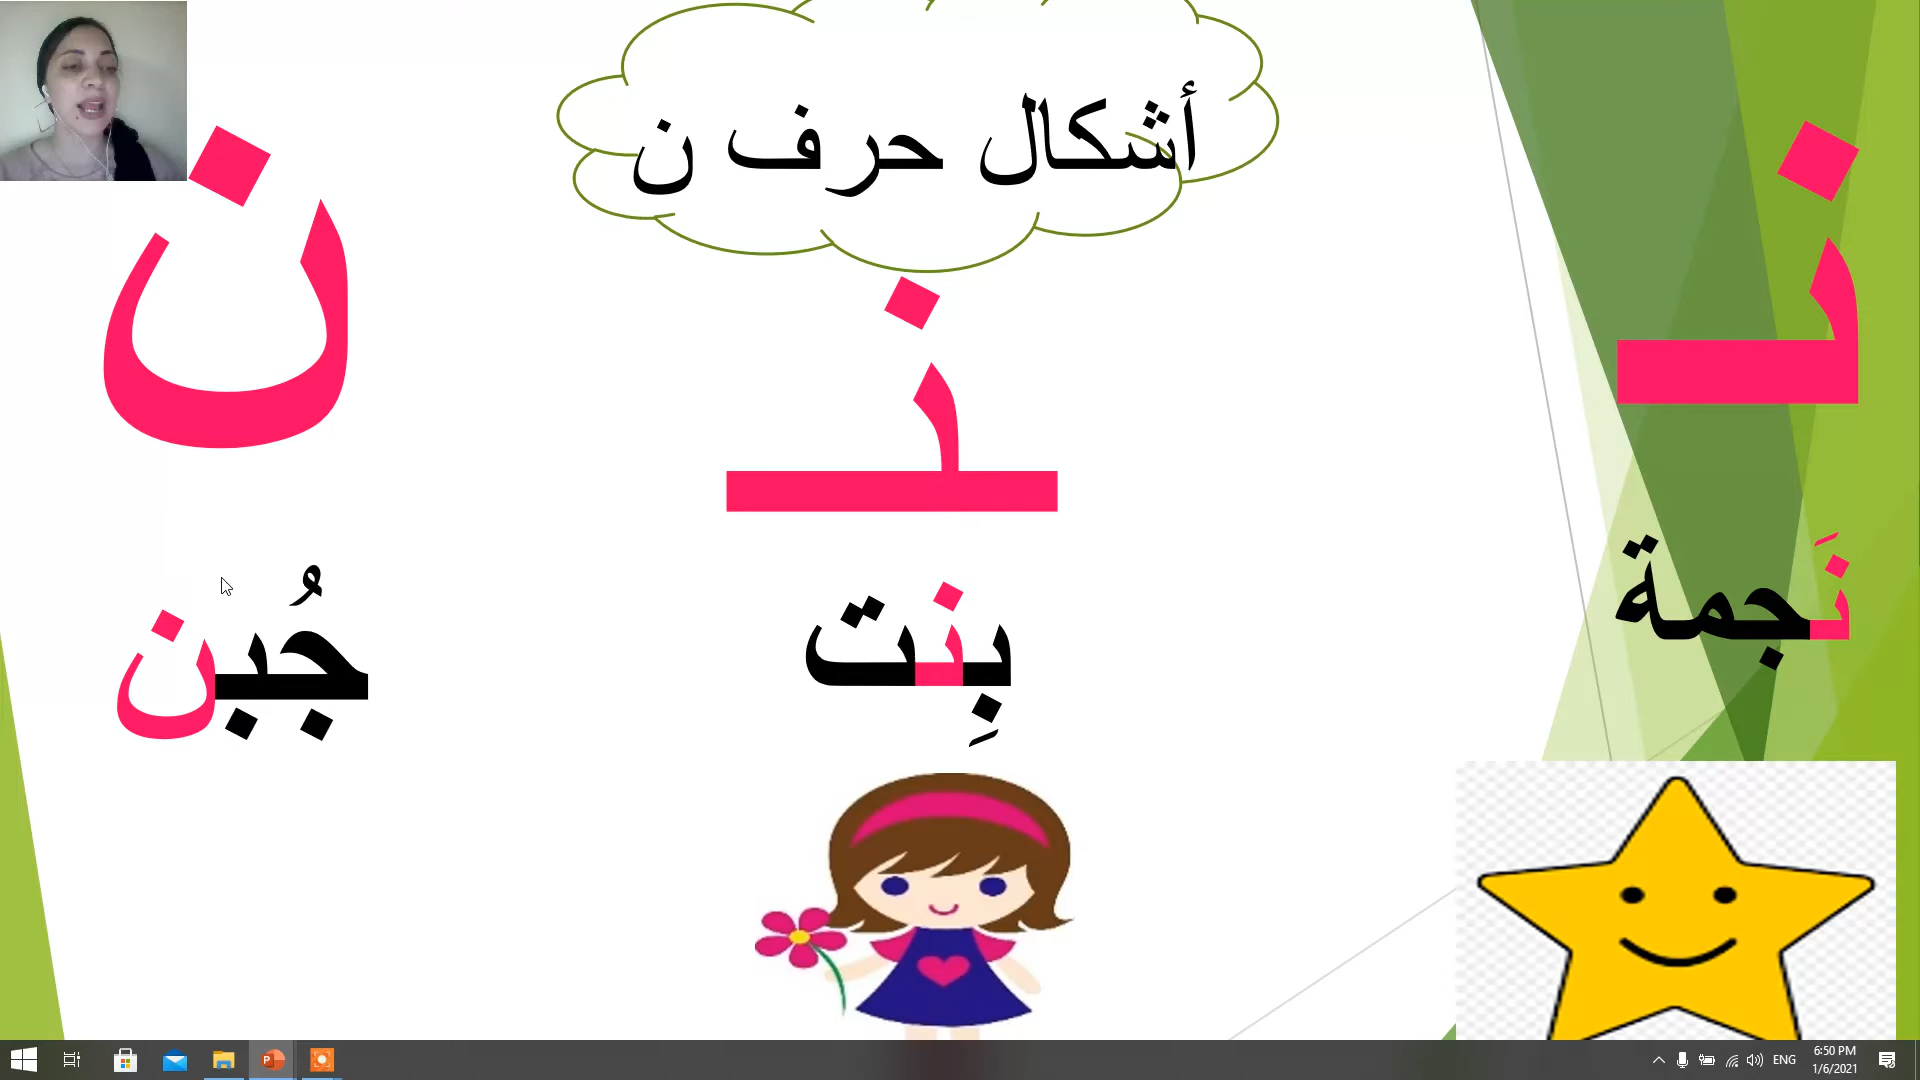 أشكال حرف ن
نـ
ـنـ
ن
نَجمة
بِنت
جُبن
ENG
6:50 PM
1/6/2021